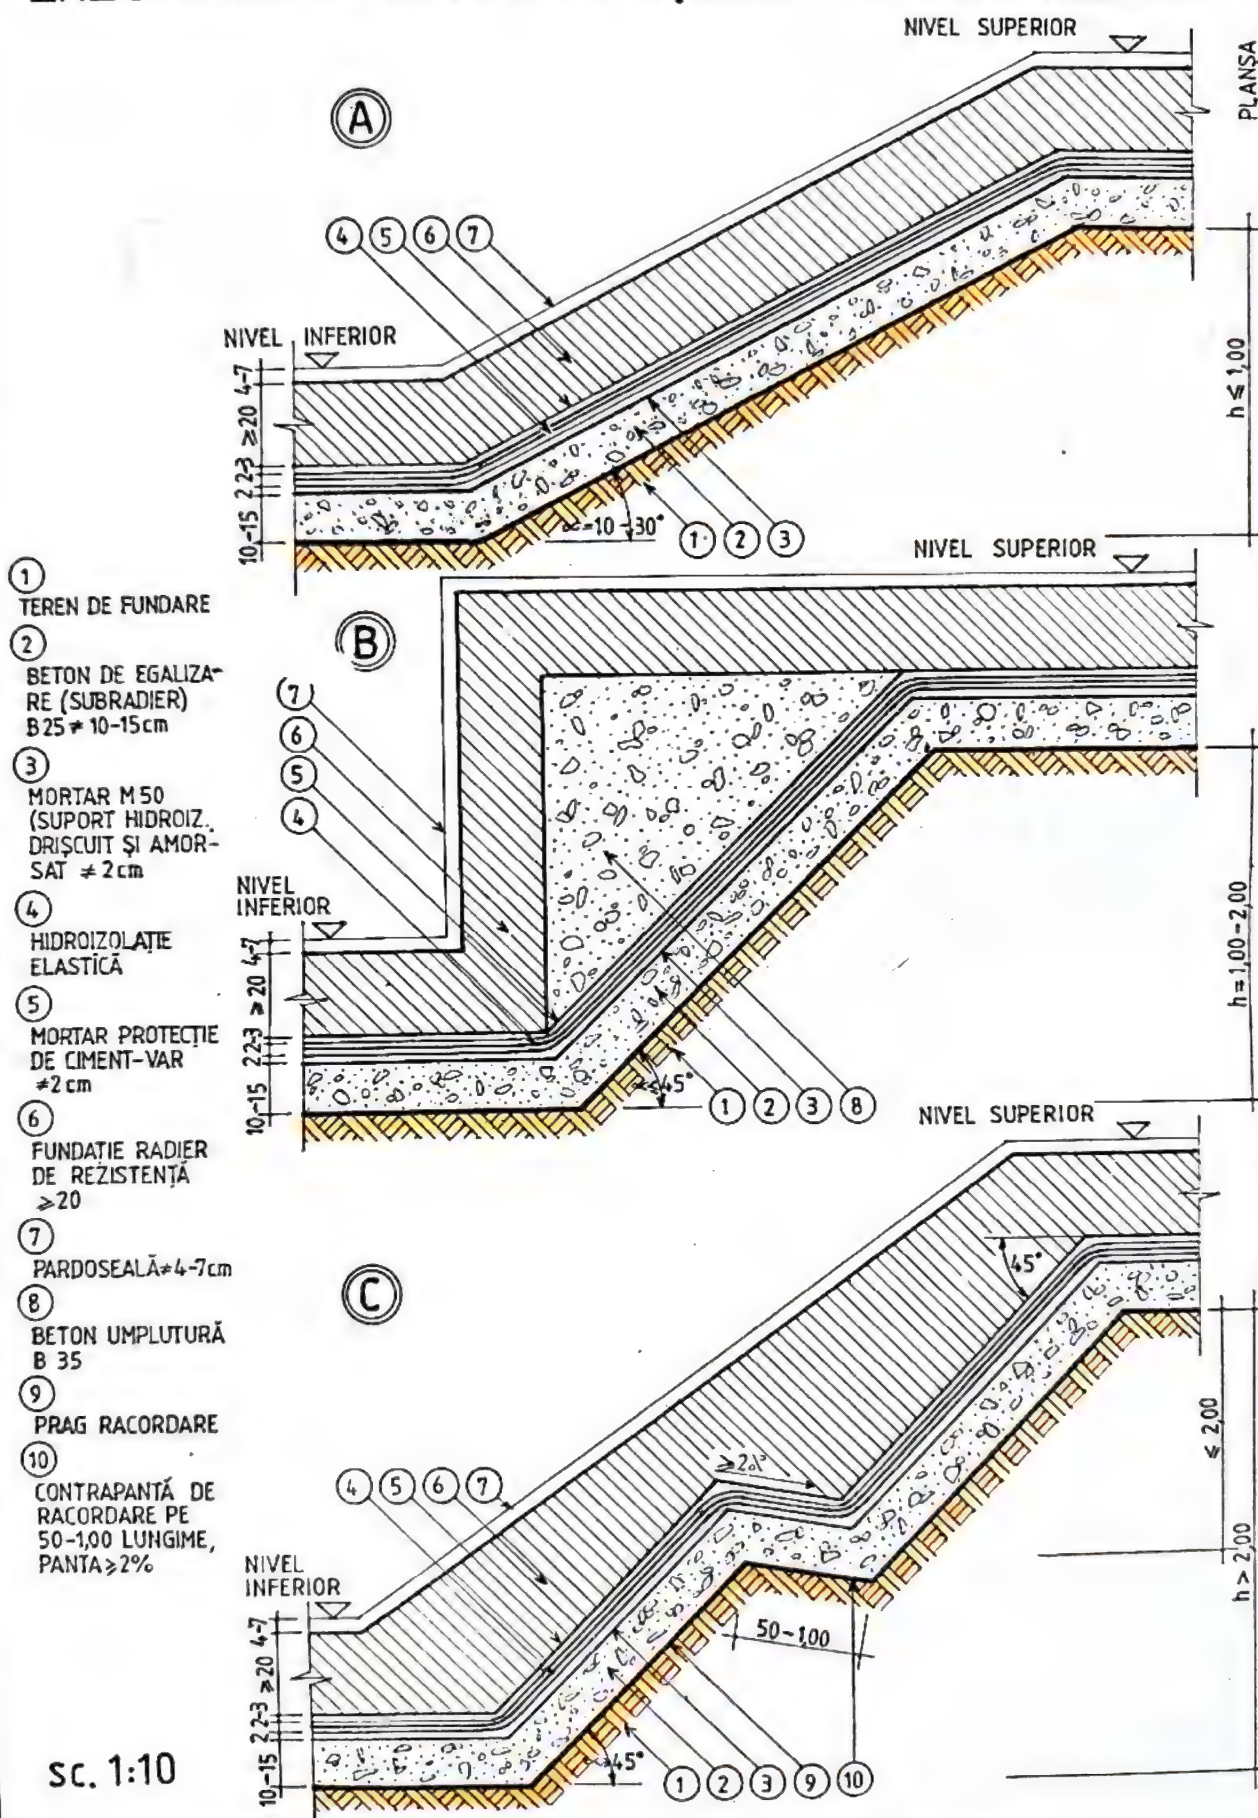 NIVEL SUPERIOR
PLANȘA
A
4 5 6 7
NIVEL INFERIOR
4-7
≥20
2-3
2
10-15
∝=10-30°
1 2 3
h≤1,00
NIVEL SUPERIOR
B
7
6
5
4
NIVEL
INFERIOR
4-7
≥20
2-3
2
10-15
45°
1 2 3 8
h=1,00-2,00
NIVEL SUPERIOR
C
45°
4 5 6 7
NIVEL
INFERIOR
4-7
≥20
2-3
2
10-15
50-1,00
45°
1 2 3 9 10
≤2,00
h>2,00
1
TEREN DE FUNDARE
2
BETON DE EGALIZA-
RE (SUBRADIER)
B25≠10-15cm
3
MORTAR M50
(SUPORT HIDROIZ.
DRIȘCUIT ȘI AMOR-
SAT ≠2cm
4
HIDROIZOLAȚIE
ELASTICĂ
5
MORTAR PROTECȚIE
DE CIMENT-VAR
≠2cm
6
FUNDAȚIE RADIER
DE REZISTENȚĂ
≥20
7
PARDOSEALĂ≠4-7cm
8
BETON UMPLUTURĂ
B 35
9
PRAG RACORDARE
10
CONTRAPANTĂ DE
RACORDARE PE
50-1,00 LUNGIME,
PANTA≥2%
SC. 1:10